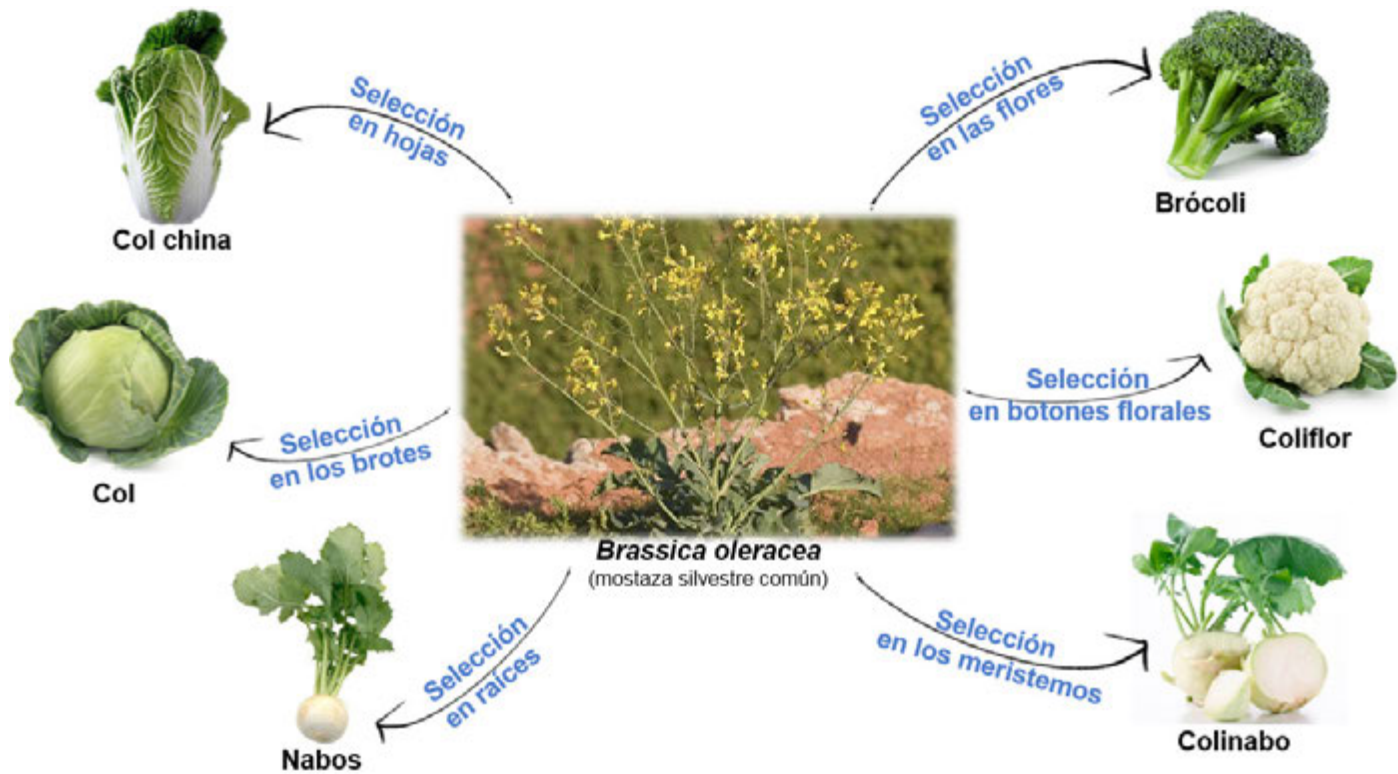 Selección
en hojas
Col china
Selección
en las flores
Brócoli
Selección
en los brotes
Col
Selección
en botones florales
Coliflor
Brassica oleracea
(mostaza silvestre común)
Selección
en raíces
Nabos
Selección
en los meristemos
Colinabo